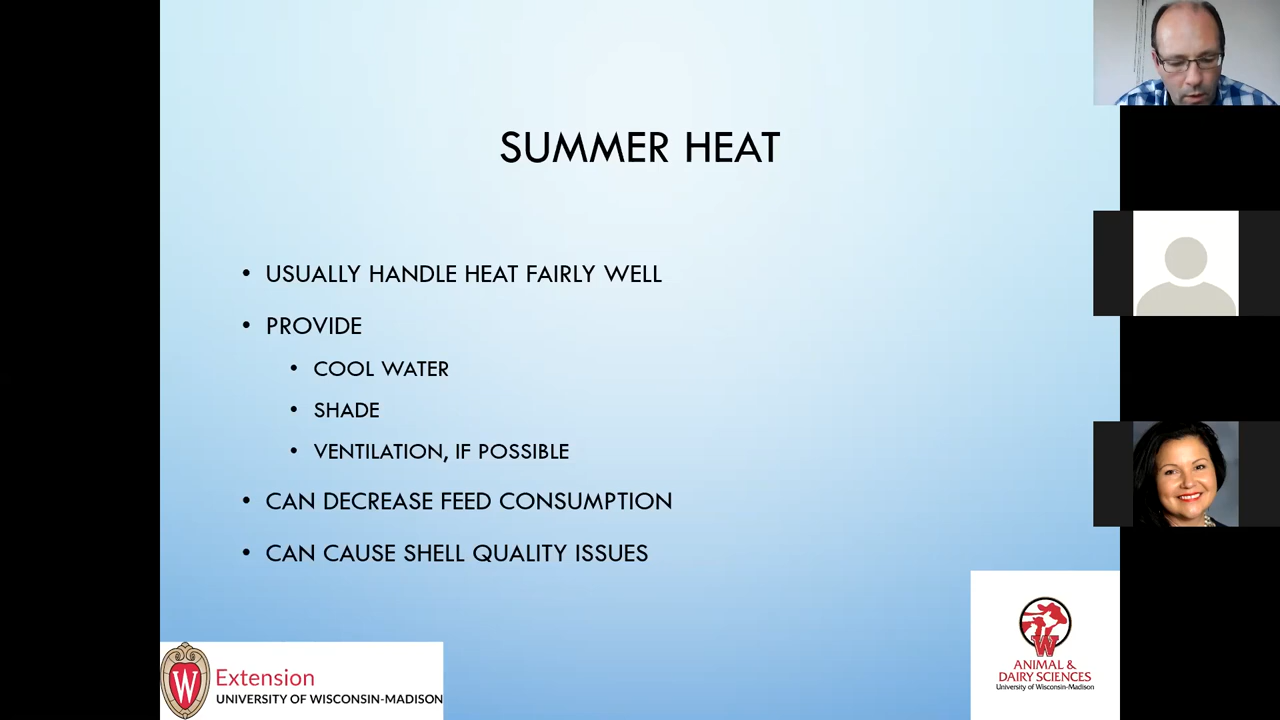 SUMMER HEAT
• USUALLY HANDLE HEAT FAIRLY WELL
• PROVIDE
• COOL WATER
• SHADE
• VENTILATION, IF POSSIBLE
• CAN DECREASE FEED CONSUMPTION
• CAN CAUSE SHELL QUALITY ISSUES
W
Extension
UNIVERSITY OF WISCONSIN-MADISON
W
ANIMAL &
DAIRY SCIENCES
University of Wisconsin-Madison